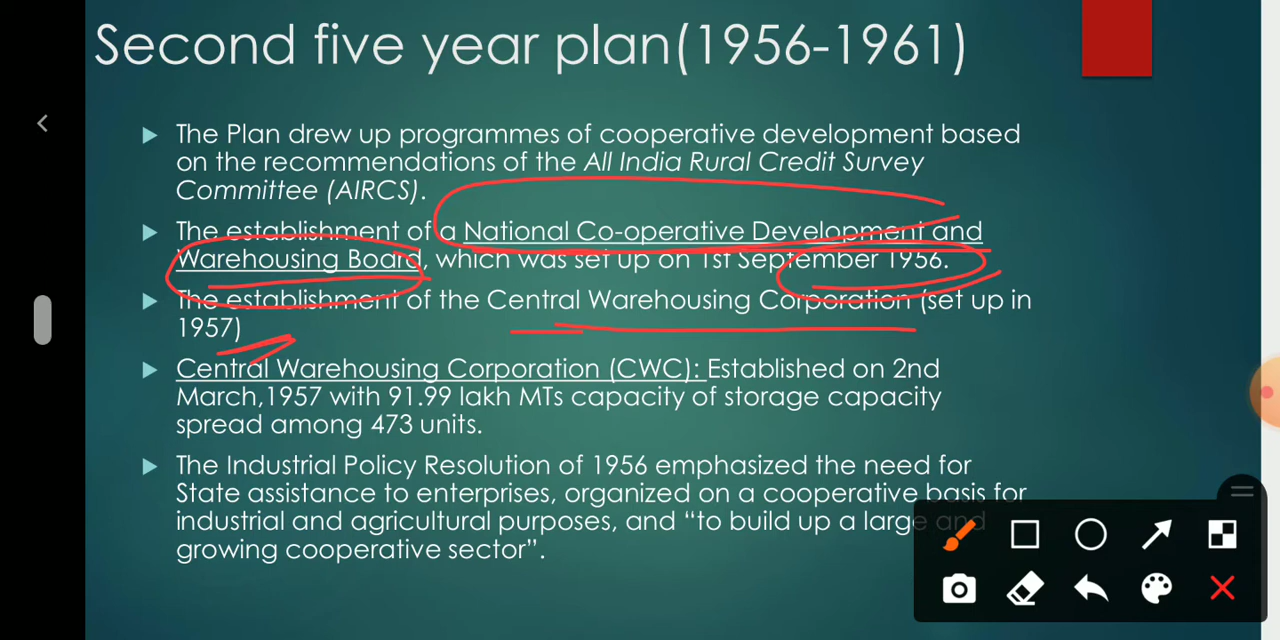 Second five year plan(1956-1961)
The Plan drew up programmes of cooperative development based
on the recommendations of the All India Rural Credit Survey
Committee (AIRCS).
The establishment of a National Co-operative Development and
Warehousing Board, which was set up on 1st September 1956.
The establishment of the Central Warehousing Corporation (set up in
1957)
Central Warehousing Corporation (CWC): Established on 2nd
March,1957 with 91.99 lakh MTs capacity of storage capacity
spread among 473 units.
The Industrial Policy Resolution of 1956 emphasized the need for
State assistance to enterprises, organized on a cooperative basis for
industrial and agricultural purposes, and “to build up a large and
growing cooperative sector”.